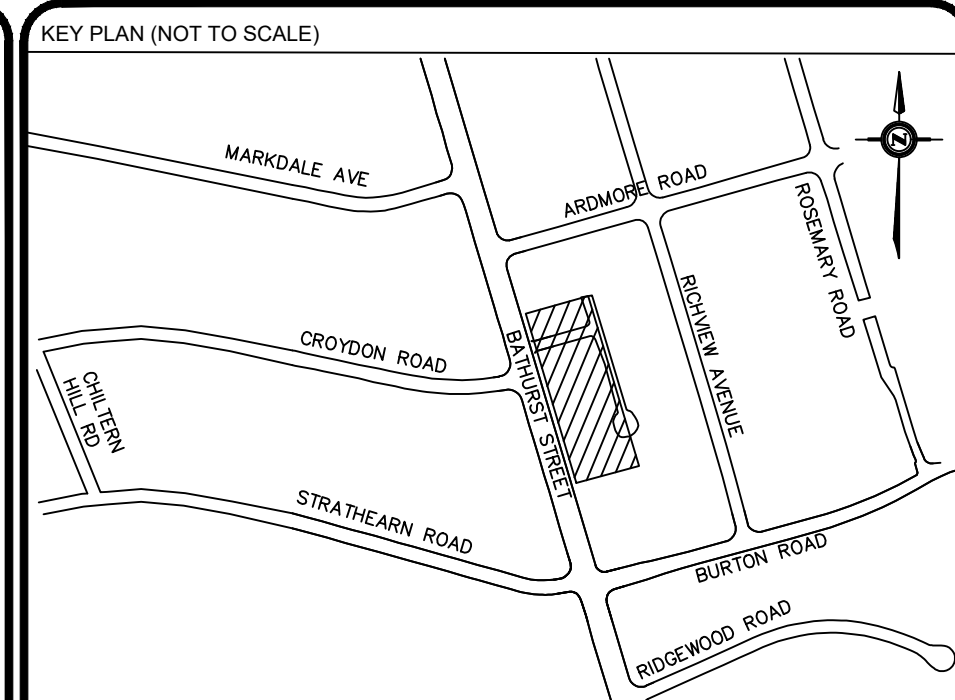 KEY PLAN (NOT TO SCALE)
MARKDALE AVE
ARDMORE ROAD
N
ROSEMARY ROAD
RICHVIEW AVENUE
CROYDON ROAD
BATHURST STREET
CHILTERN
HILL RD
STRATHEARN ROAD
BURTON ROAD
RIDGEWOOD ROAD